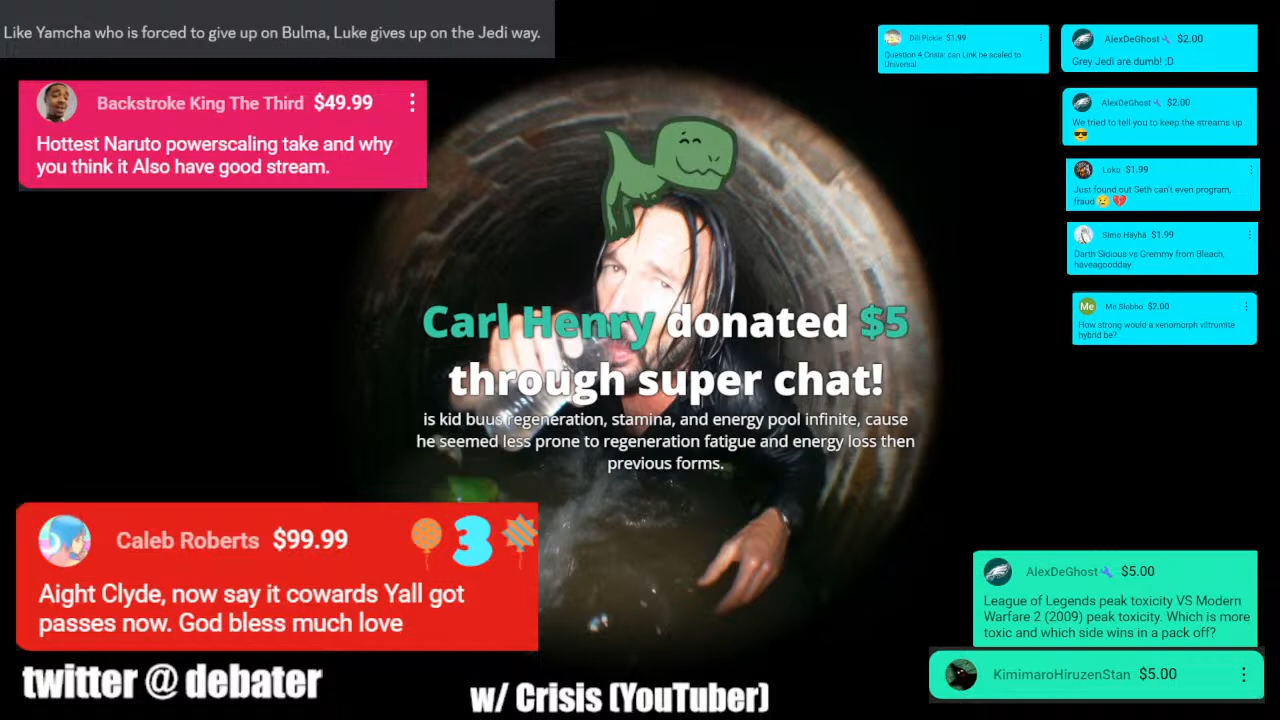 Like Yamcha who is forced to give up on Bulma, Luke gives up on the Jedi way.
Backstroke King The Third $49.99
Hottest Naruto powerscaling take and why
you think it Also have good stream.
Dill Pickle $1.99
Question 4 Crisis: can Link be scaled to
Universal
AlexDeGhost $2.00
Grey Jedi are dumb! :D
AlexDeGhost $2.00
We tried to tell you to keep the streams up
😎
Loko $1.99
Just found out Seth can't even program,
fraud 😢 💔
Simo Häyhä $1.99
Darth Sidious vs Gremmy from Bleach,
haveagoodday
Me
Me Slobbo $2.00
How strong would a xenomorph viltrumite
hybrid be?
Carl Henry donated $5
through super chat!
is kid buus regeneration, stamina, and energy pool infinite, cause
he seemed less prone to regeneration fatigue and energy loss then
previous forms.
Caleb Roberts $99.99
3
Aight Clyde, now say it cowards Yall got
passes now. God bless much love
AlexDeGhost $5.00
League of Legends peak toxicity VS Modern
Warfare 2 (2009) peak toxicity. Which is more
toxic and which side wins in a pack off?
KimimaroHiruzenStan $5.00
twitter @ debater
w/ Crisis (YouTuber)